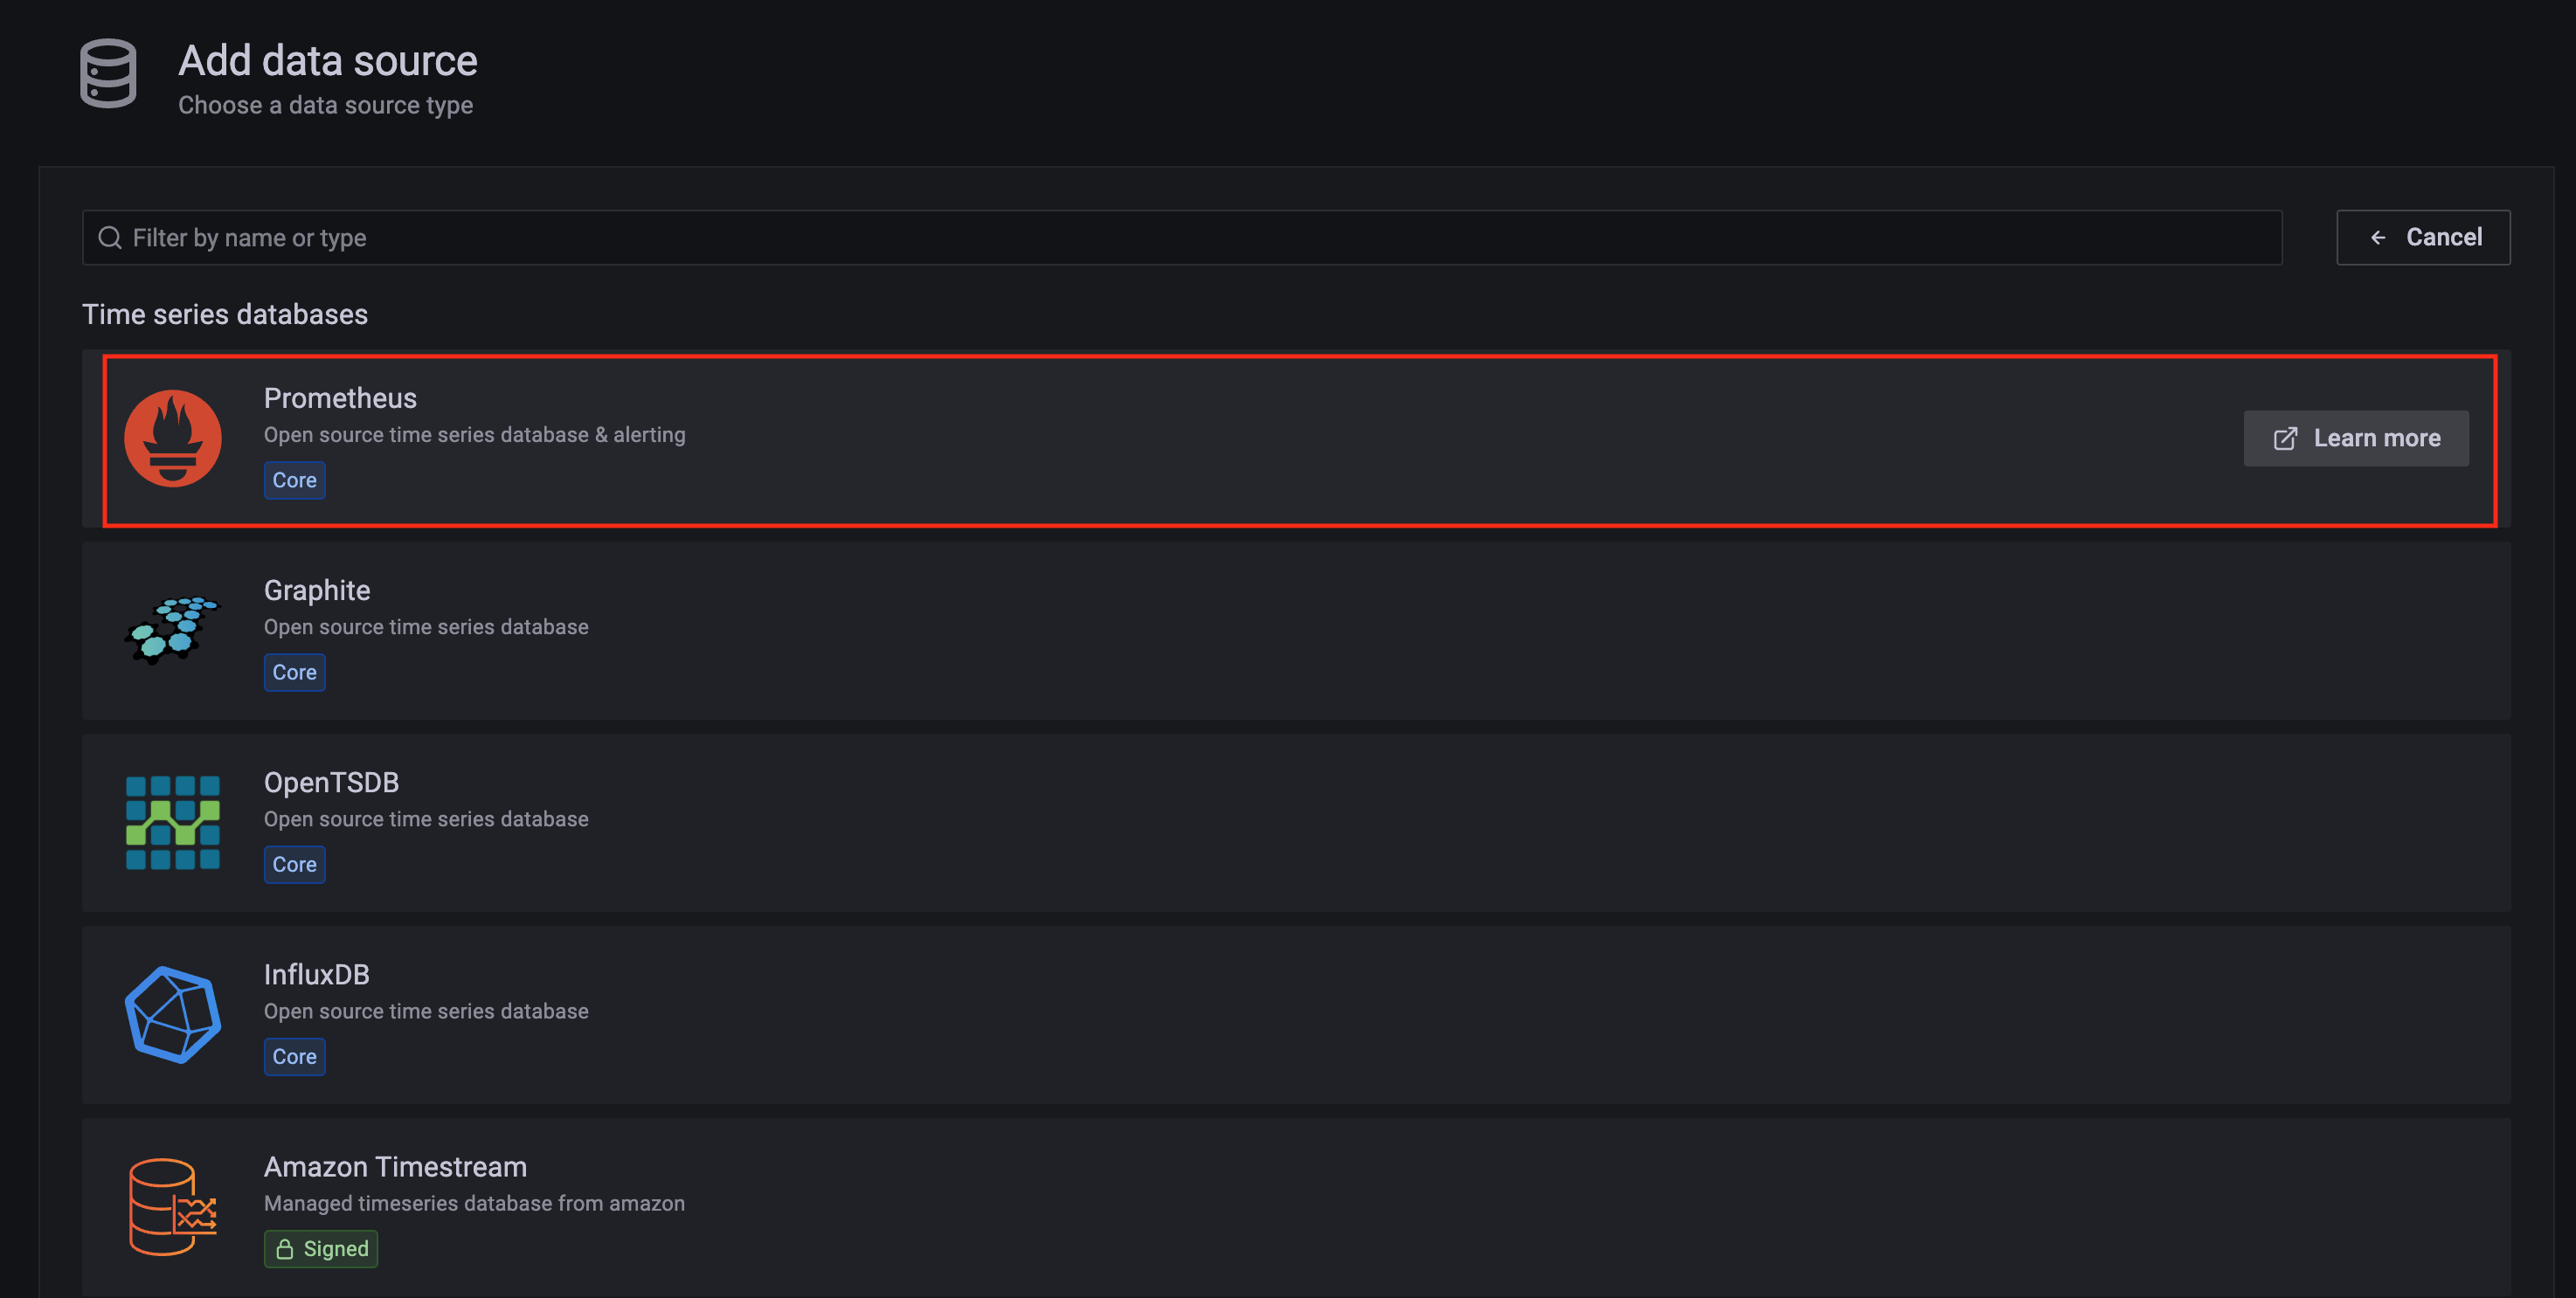 Add data source
Choose a data source type
Filter by name or type
Cancel
Time series databases
Prometheus
Open source time series database & alerting
Core
Learn more
Graphite
Open source time series database
Core
OpenTSDB
Open source time series database
Core
InfluxDB
Open source time series database
Core
Amazon Timestream
Managed timeseries database from amazon
Signed